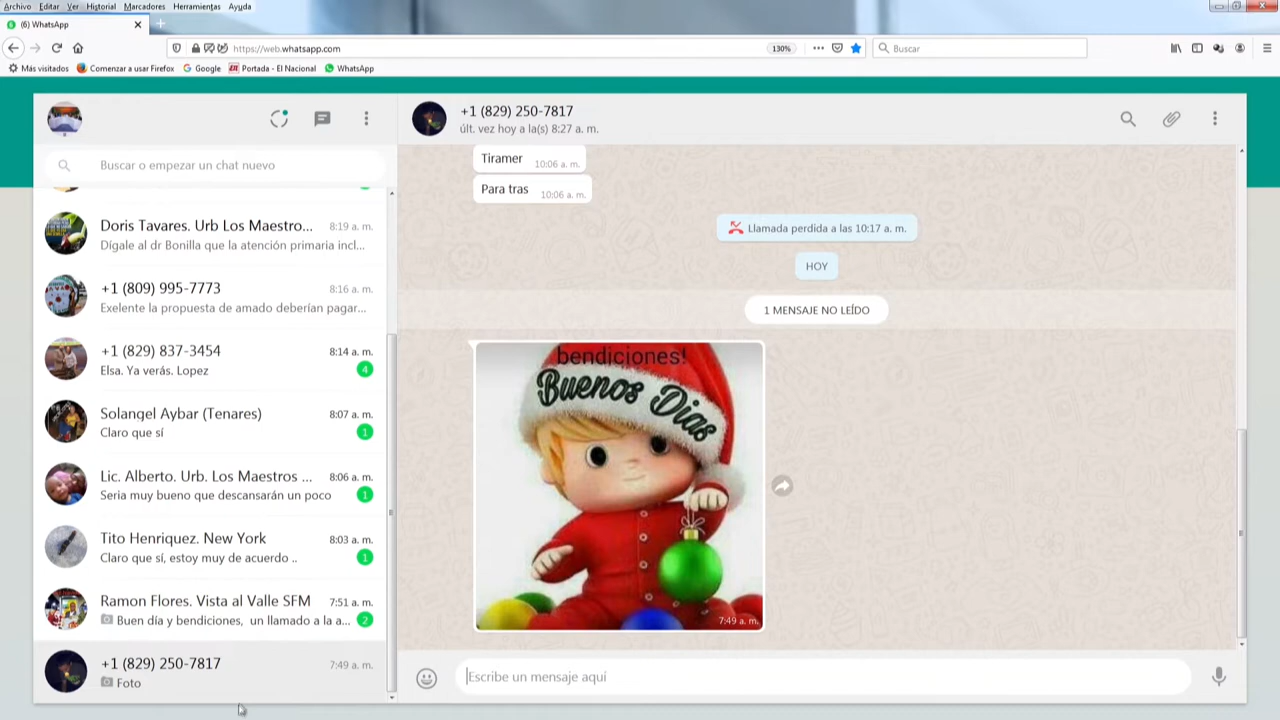 Archivo Editar Ver Historial Marcadores Herramientas Ayuda
(6) WhatsApp
https://web.whatsapp.com
130%
Buscar
Más visitados Comenzar a usar Firefox Google Portada - El Nacional WhatsApp
Buscar o empezar un chat nuevo
Doris Tavares. Urb Los Maestro... 8:19 a. m.
Dígale al dr Bonilla que la atención primaria incl...
+1 (809) 995-7773 8:16 a. m.
Exelente la propuesta de amado deberían pagar...
+1 (829) 837-3454 8:14 a. m.
Elsa. Ya verás. Lopez 4
Solangel Aybar (Tenares) 8:07 a. m.
Claro que sí 1
Lic. Alberto. Urb. Los Maestros ... 8:06 a. m.
Seria muy bueno que descansarán un poco 1
Tito Henriquez. New York 8:03 a. m.
Claro que sí, estoy muy de acuerdo .. 1
Ramon Flores. Vista al Valle SFM 7:51 a. m.
Buen día y bendiciones, un llamado a la a... 2
+1 (829) 250-7817 7:49 a. m.
Foto
+1 (829) 250-7817
últ. vez hoy a la(s) 8:27 a. m.
Tiramer 10:06 a. m.
Para tras 10:06 a. m.
Llamada perdida a las 10:17 a. m.
HOY
1 MENSAJE NO LEÍDO
bendiciones!
Buenos Dias
7:49 a. m.
Escribe un mensaje aquí